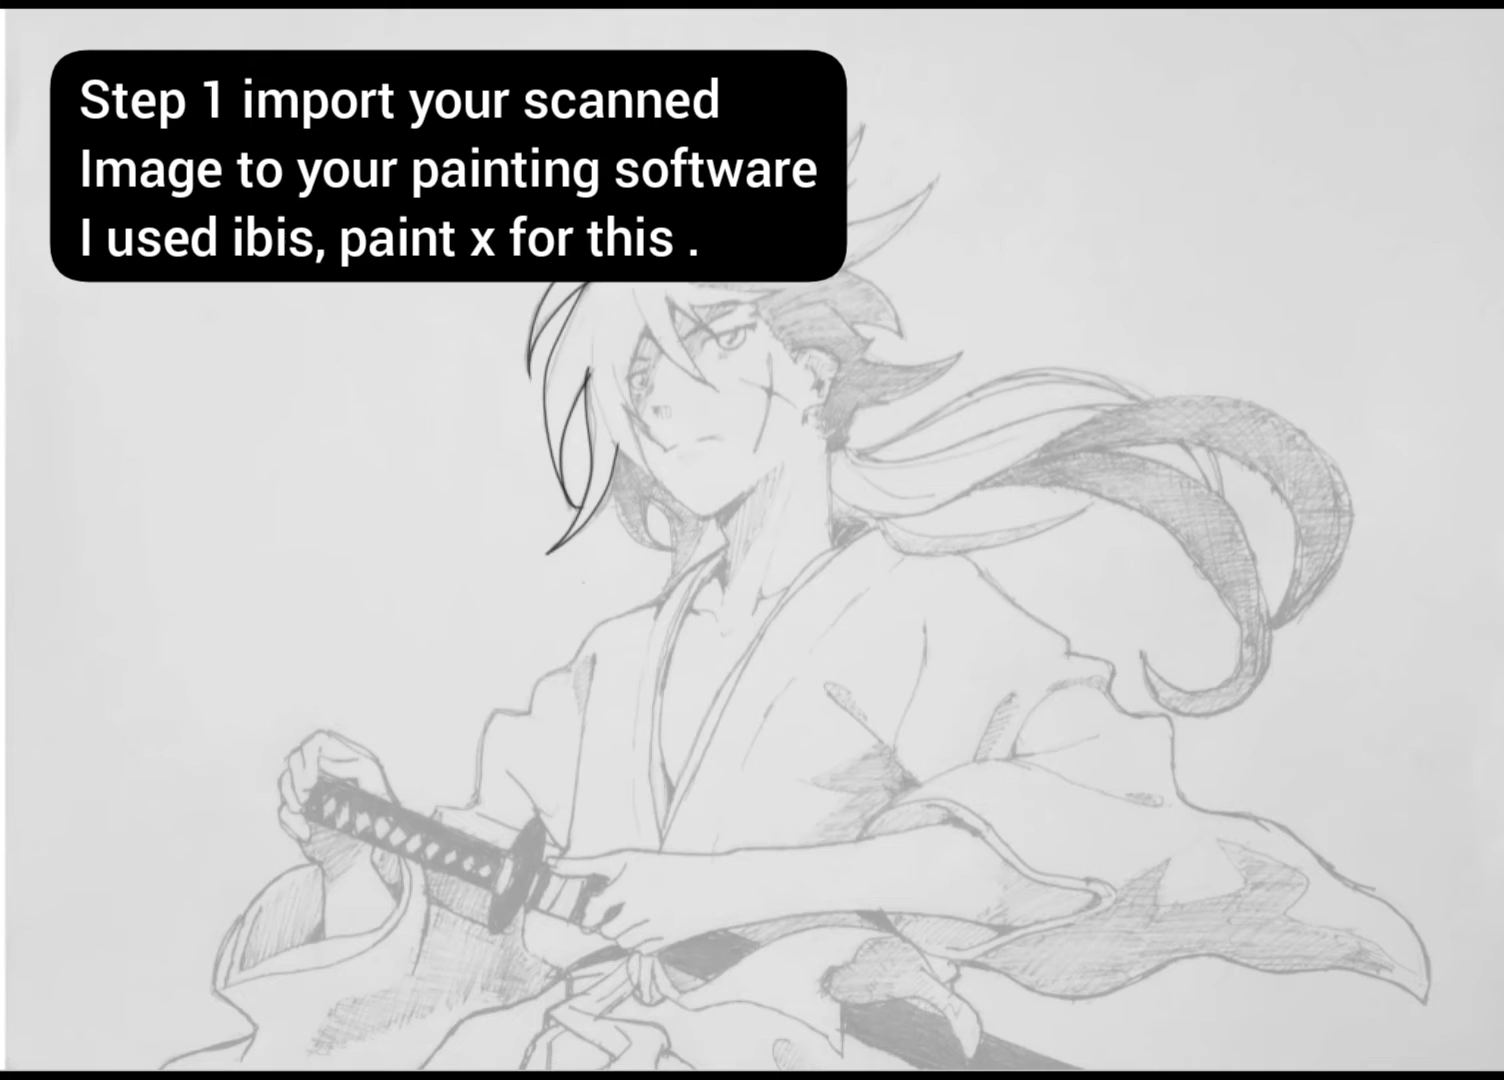 Step 1 import your scanned
Image to your painting software
I used ibis, paint x for this .